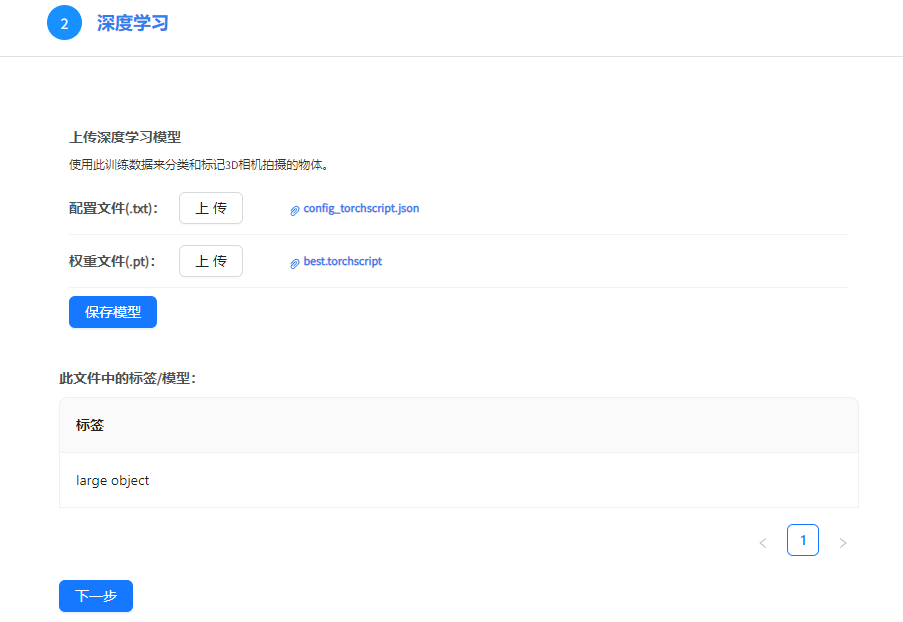 2 深度学习
上传深度学习模型
使用此训练数据来分类和标记3D相机拍摄的物体。
配置文件(.txt)： 上 传 config_torchscript.json
权重文件(.pt)： 上 传 best.torchscript
保存模型
此文件中的标签/模型：
标签
large object
< 1 >
下一步